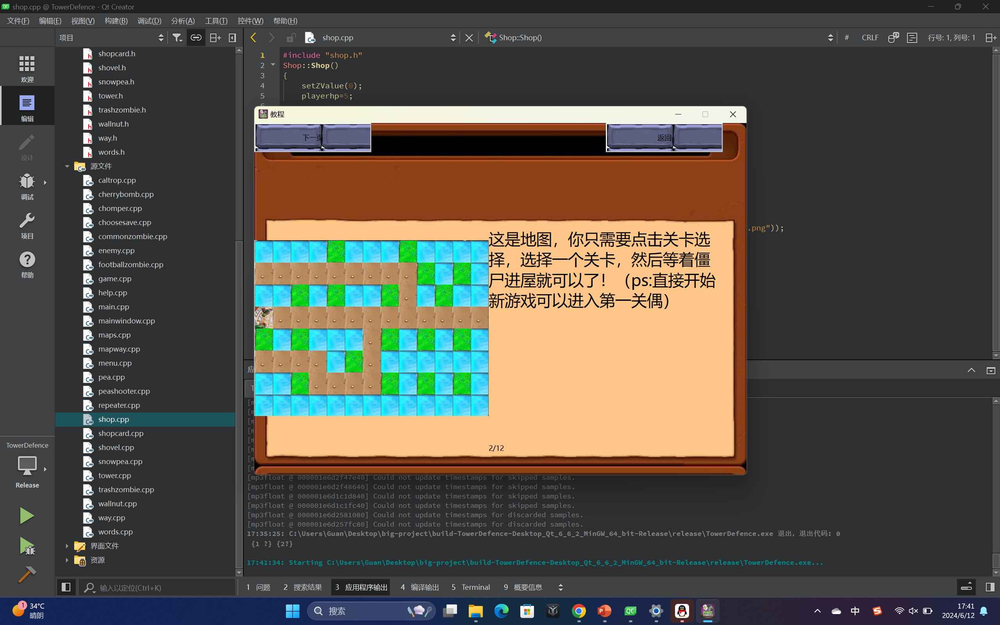 shop.cpp @ TowerDefence - Qt Creator
文件(F) 编辑(E) 视图(V) 构建(B) 调试(D) 分析(A) 工具(T) 控件(W) 帮助(H)
项目
shop.cpp
Shop::Shop()
#
CRLF
行号: 1, 列号: 1
欢迎
编辑
设计
调试
项目
帮助
TowerDefence
Release
shopcard.h
shovel.h
snowpea.h
tower.h
trashzombie.h
wallnut.h
way.h
words.h
源文件
caltrop.cpp
cherrybomb.cpp
chomper.cpp
choosesave.cpp
commonzombie.cpp
enemy.cpp
footballzombie.cpp
game.cpp
help.cpp
main.cpp
mainwindow.cpp
maps.cpp
mapway.cpp
menu.cpp
pea.cpp
peashooter.cpp
repeater.cpp
shop.cpp
shopcard.cpp
shovel.cpp
snowpea.cpp
tower.cpp
trashzombie.cpp
wallnut.cpp
way.cpp
words.cpp
界面文件
资源
1 #include "shop.h"
2 Shop::Shop()
3 {
4 setZValue(0);
5 playerhp=5;
.png"));
教程
下一页
返回
这是地图，你只需要点击关卡选
择，选择一个关卡，然后等着僵
尸进屋就可以了！（ps:直接开始
新游戏可以进入第一关偶）
2/12
[mp3float @ 000001e6d2f47e40] Could not update timestamps for skipped samples.
[mp3float @ 000001e6d2f48640] Could not update timestamps for skipped samples.
[mp3float @ 000001e6d1c1d840] Could not update timestamps for skipped samples.
[mp3float @ 000001e6d1c1fc40] Could not update timestamps for skipped samples.
[mp3float @ 000001e6d2581080] Could not update timestamps for discarded samples.
[mp3float @ 000001e6d257fc80] Could not update timestamps for discarded samples.
17:35:25: C:\Users\Guan\Desktop\big-project\build-TowerDefence-Desktop_Qt_6_6_2_MinGW_64_bit-Release\release\TowerDefence.exe 退出，退出代码: 0
{1 ?} {2?}
17:41:34: Starting C:\Users\Guan\Desktop\big-project\build-TowerDefence-Desktop_Qt_6_6_2_MinGW_64_bit-Release\release\TowerDefence.exe...
输入以定位(Ctrl+K)
1 问题 2 搜索结果 3 应用程序输出 4 编译输出 5 Terminal 9 概要信息
1
34°C
晴朗
搜索
中
17:41
2024/6/12